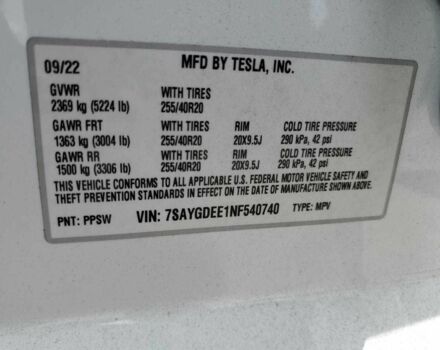 09/22 MFD BY TESLA, INC.
GVWR WITH TIRES
2369 kg (5224 lb) 255/40R20
GAWR FRT WITH TIRES RIM COLD TIRE PRESSURE
1363 kg (3004 lb) 255/40R20 20X9.5J 290 kPa, 42 psi
GAWR RR WITH TIRES RIM COLD TIRE PRESSURE
1500 kg (3306 lb) 255/40R20 20X9.5J 290 kPa, 42 psi
THIS VEHICLE CONFORMS TO ALL APPLICABLE U.S. FEDERAL MOTOR VEHICLE SAFETY AND
THEFT PREVENTION STANDARDS IN EFFECT ON THE DATE OF MANUFACTURE SHOWN ABOVE.
PNT: PPSW VIN: 7SAYGDEE1NF540740 TYPE: MPV